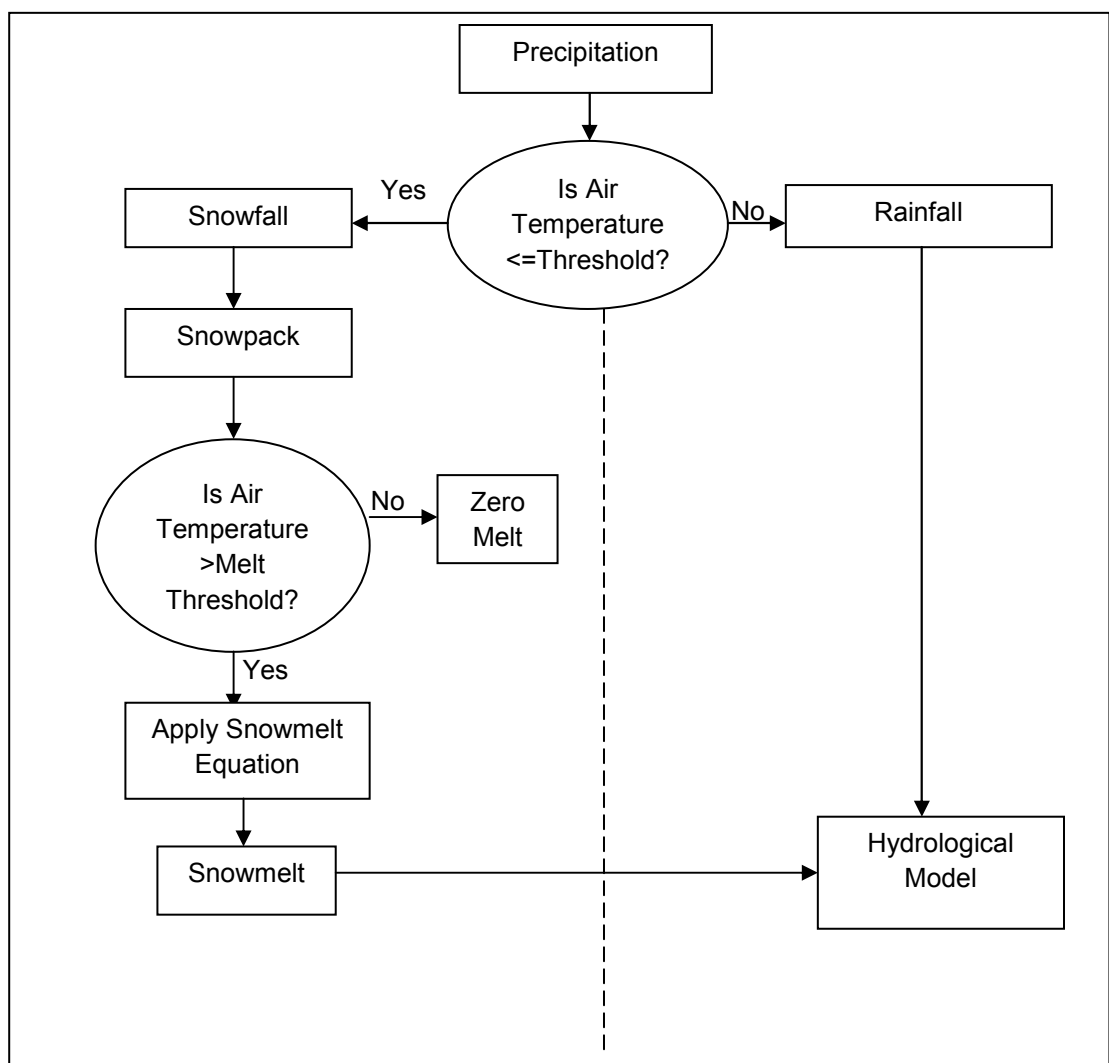 Precipitation
Is Air
Temperature
<=Threshold?
Yes
No
Snowfall
Rainfall
Snowpack
Is Air
Temperature
>Melt
Threshold?
No
Zero
Melt
Yes
Apply Snowmelt
Equation
Snowmelt
Hydrological
Model